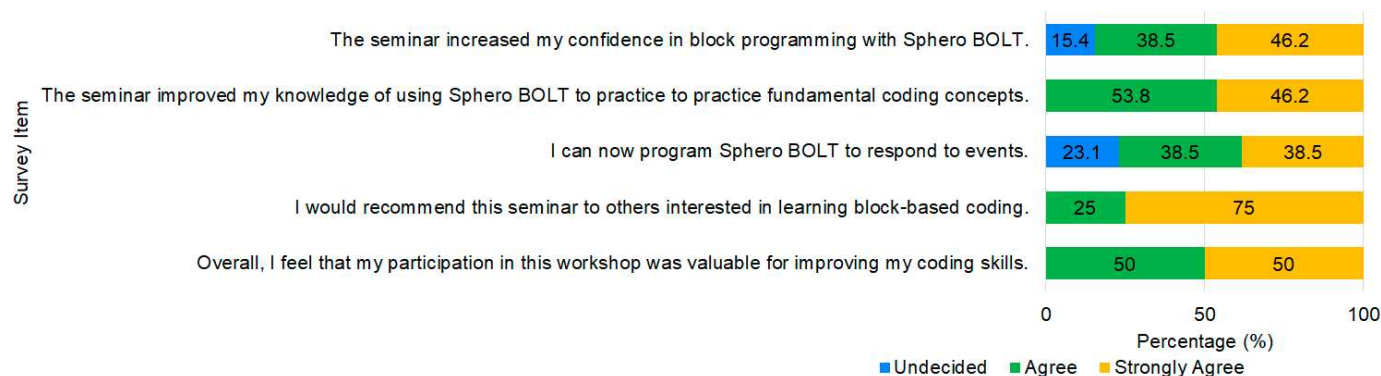 Survey Item
The seminar increased my confidence in block programming with Sphero BOLT.
15.4 38.5 46.2
The seminar improved my knowledge of using Sphero BOLT to practice to practice fundamental coding concepts.
53.8 46.2
I can now program Sphero BOLT to respond to events.
23.1 38.5 38.5
I would recommend this seminar to others interested in learning block-based coding.
25 75
Overall, I feel that my participation in this workshop was valuable for improving my coding skills.
50 50
0 50 100
Percentage (%)
Undecided Agree Strongly Agree